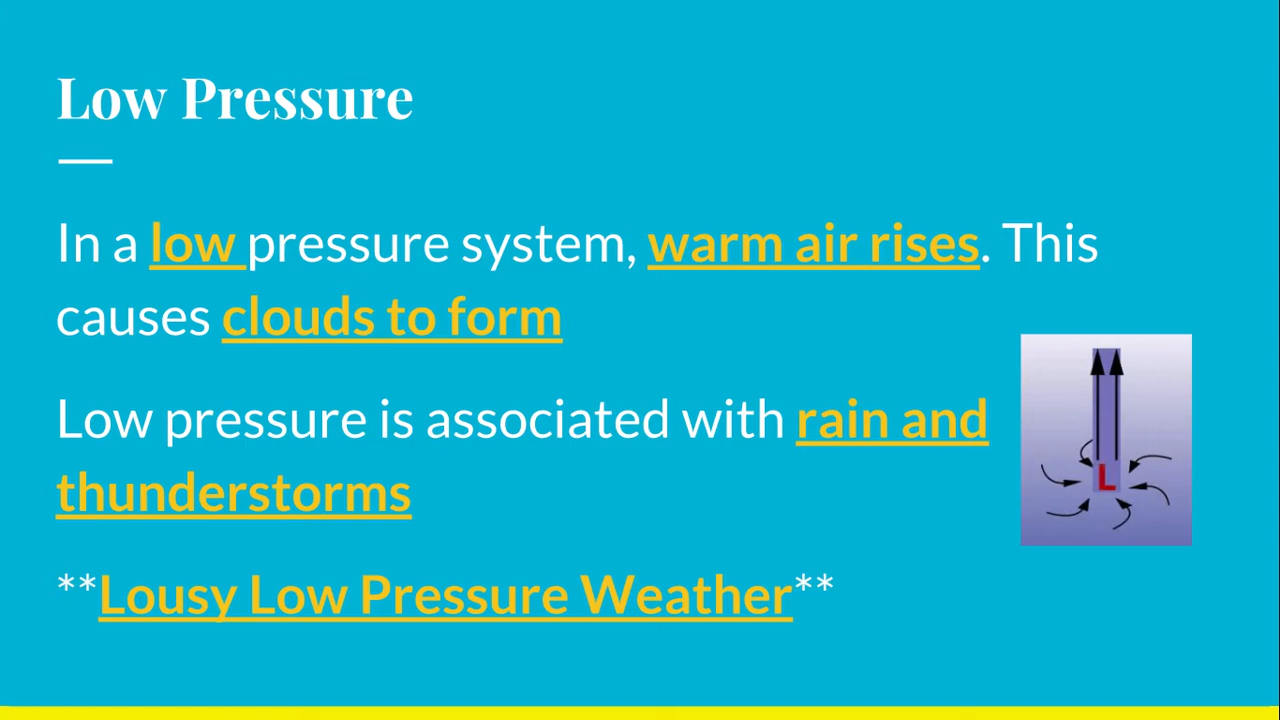 Low Pressure
In a low pressure system, warm air rises. This
causes clouds to form
Low pressure is associated with rain and
thunderstorms
L
**Lousy Low Pressure Weather**